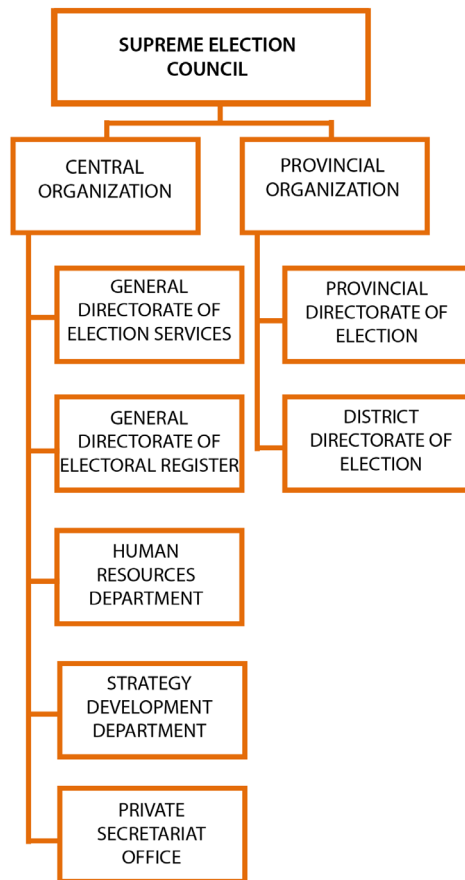 SUPREME ELECTION
COUNCIL
CENTRAL
ORGANIZATION
PROVINCIAL
ORGANIZATION
GENERAL
DIRECTORATE OF
ELECTION SERVICES
PROVINCIAL
DIRECTORATE OF
ELECTION
GENERAL
DIRECTORATE OF
ELECTORAL REGISTER
DISTRICT
DIRECTORATE OF
ELECTION
HUMAN
RESOURCES
DEPARTMENT
STRATEGY
DEVELOPMENT
DEPARTMENT
PRIVATE
SECRETARIAT
OFFICE